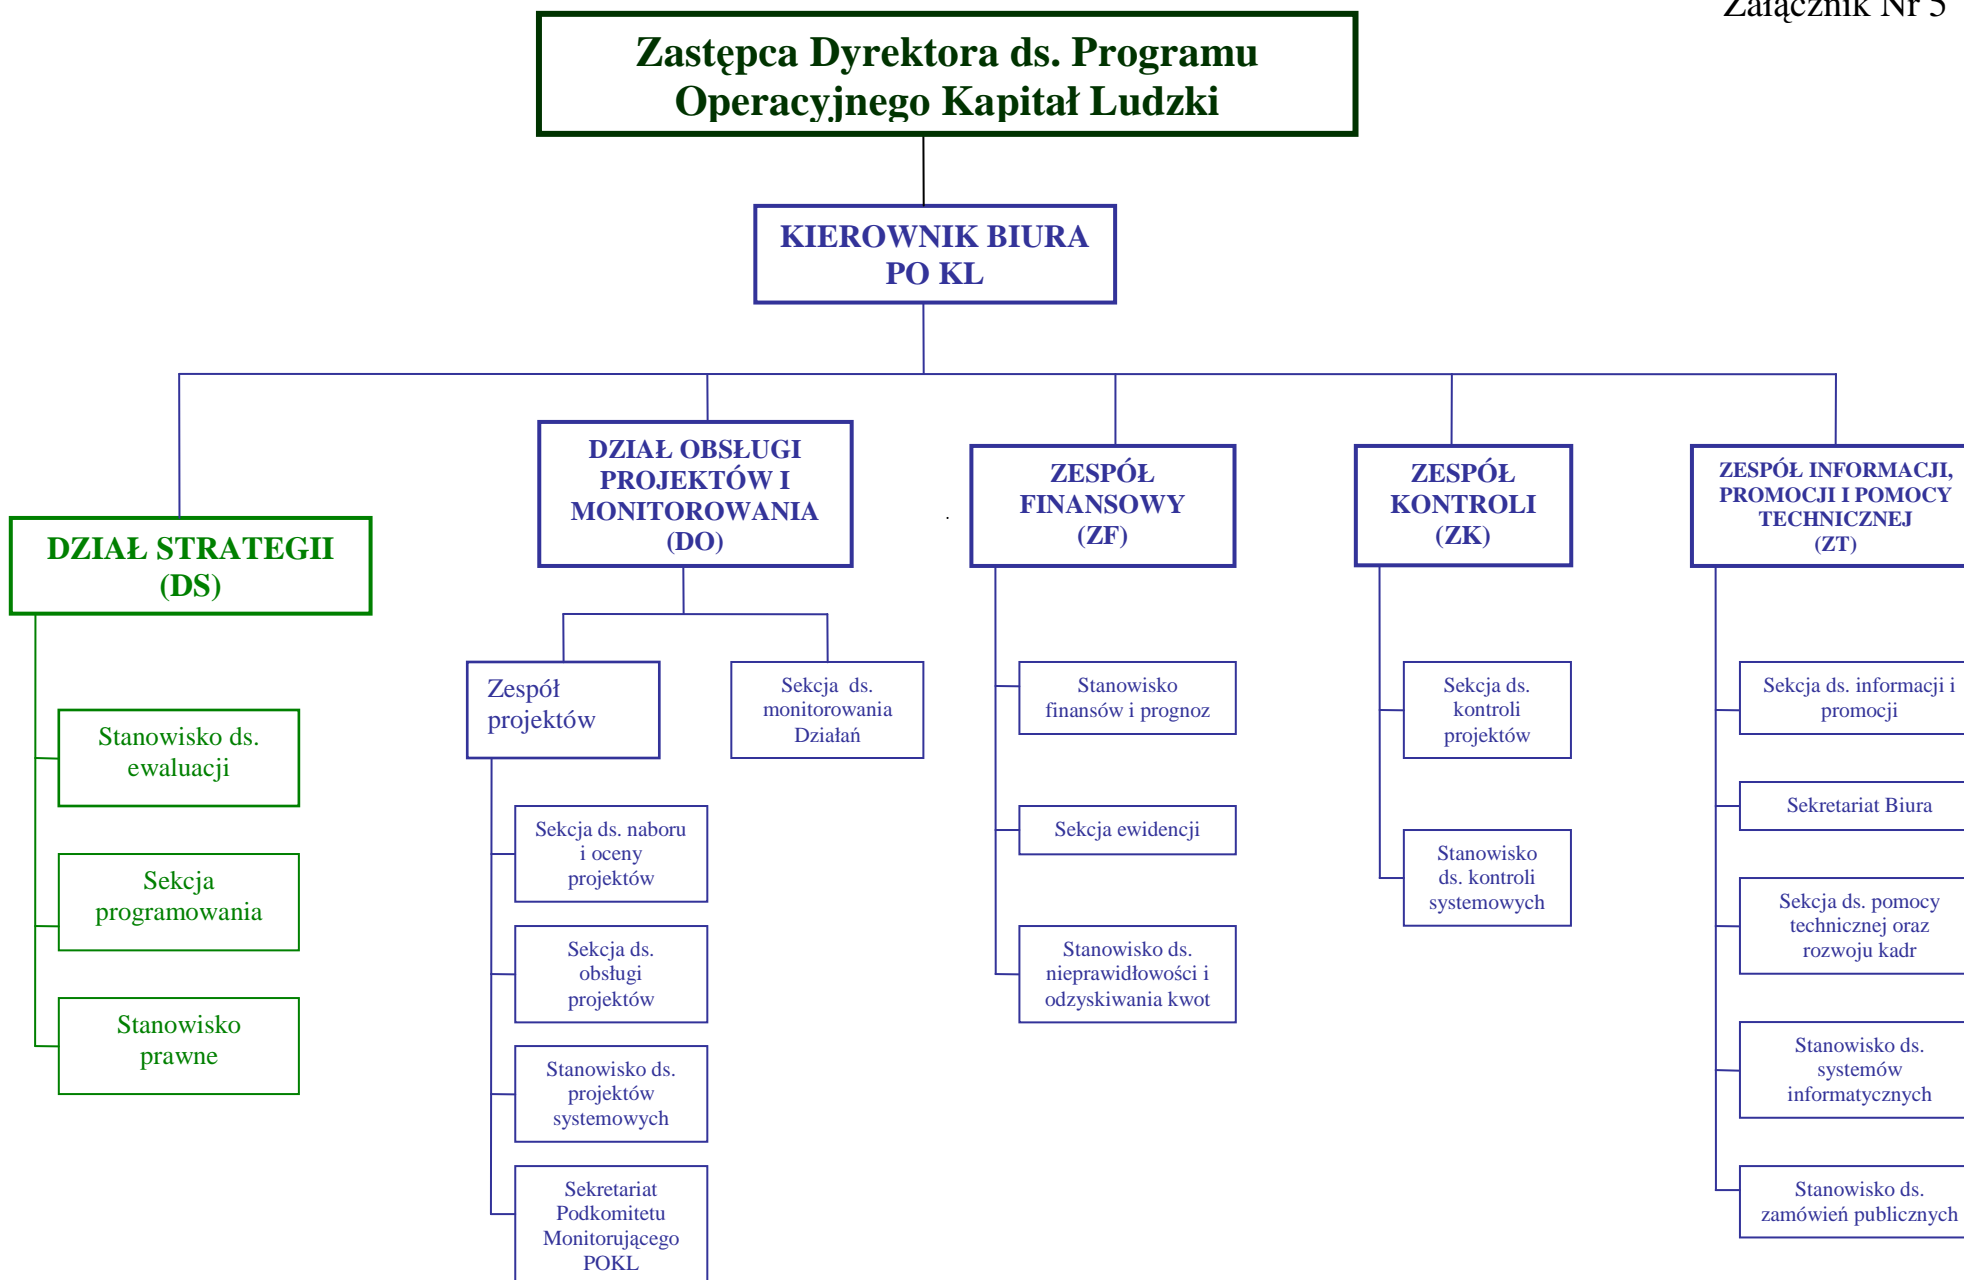 Załącznik Nr 5
Zastępca Dyrektora ds. Programu
Operacyjnego Kapitał Ludzki
KIEROWNIK BIURA
PO KL
DZIAŁ STRATEGII
(DS)
Stanowisko ds.
ewaluacji
Sekcja
programowania
Stanowisko
prawne
DZIAŁ OBSŁUGI
PROJEKTÓW I
MONITOROWANIA
(DO)
Zespół
projektów
Sekcja ds. naboru
i oceny
projektów
Sekcja ds.
obsługi
projektów
Stanowisko ds.
projektów
systemowych
Sekretariat
Podkomitetu
Monitorującego
POKL
Sekcja ds.
monitorowania
Działań
.
ZESPÓŁ
FINANSOWY
(ZF)
Stanowisko
finansów i prognoz
Sekcja ewidencji
Stanowisko ds.
nieprawidłowości i
odzyskiwania kwot
ZESPÓŁ
KONTROLI
(ZK)
Sekcja ds.
kontroli
projektów
Stanowisko
ds. kontroli
systemowych
ZESPÓŁ INFORMACJI,
PROMOCJI I POMOCY
TECHNICZNEJ
(ZT)
Sekcja ds. informacji i
promocji
Sekretariat Biura
Sekcja ds. pomocy
technicznej oraz
rozwoju kadr
Stanowisko ds.
systemów
informatycznych
Stanowisko ds.
zamówień publicznych